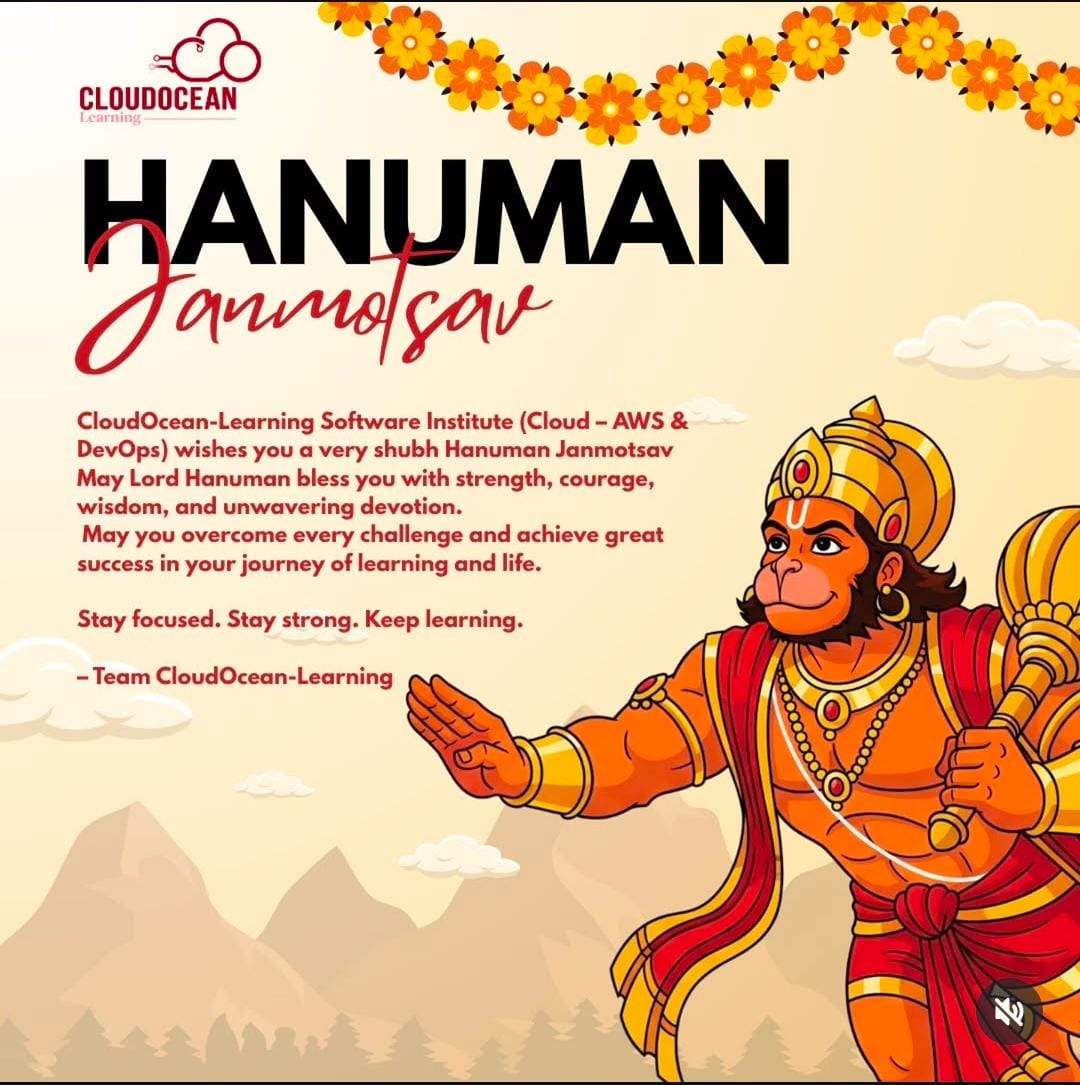 CLOUDOCEAN
Learning
HANUMAN
Janmotsav
CloudOcean-Learning Software Institute (Cloud – AWS &
DevOps) wishes you a very shubh Hanuman Janmotsav
May Lord Hanuman bless you with strength, courage,
wisdom, and unwavering devotion.
May you overcome every challenge and achieve great
success in your journey of learning and life.
Stay focused. Stay strong. Keep learning.
– Team CloudOcean-Learning